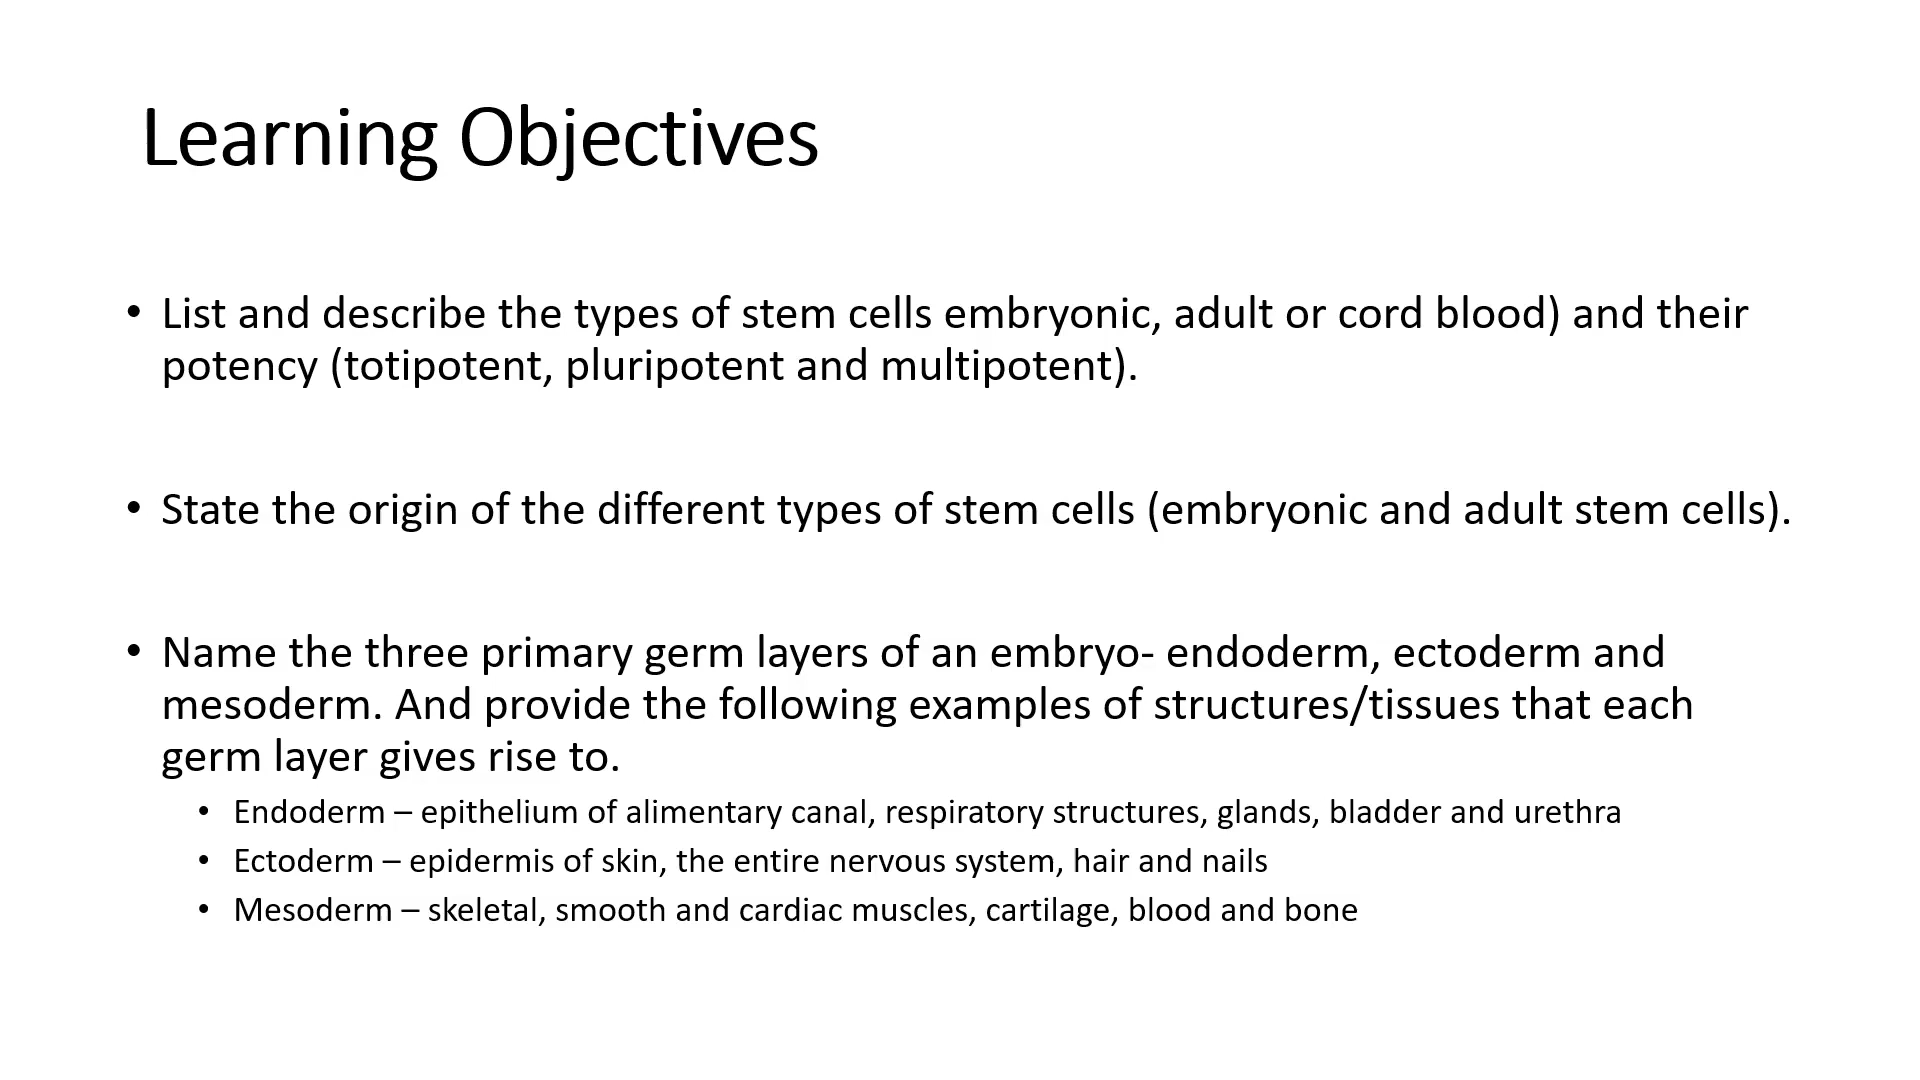 Learning Objectives
• List and describe the types of stem cells embryonic, adult or cord blood) and their
potency (totipotent, pluripotent and multipotent).
• State the origin of the different types of stem cells (embryonic and adult stem cells).
• Name the three primary germ layers of an embryo- endoderm, ectoderm and
mesoderm. And provide the following examples of structures/tissues that each
germ layer gives rise to.
• Endoderm – epithelium of alimentary canal, respiratory structures, glands, bladder and urethra
• Ectoderm – epidermis of skin, the entire nervous system, hair and nails
• Mesoderm – skeletal, smooth and cardiac muscles, cartilage, blood and bone